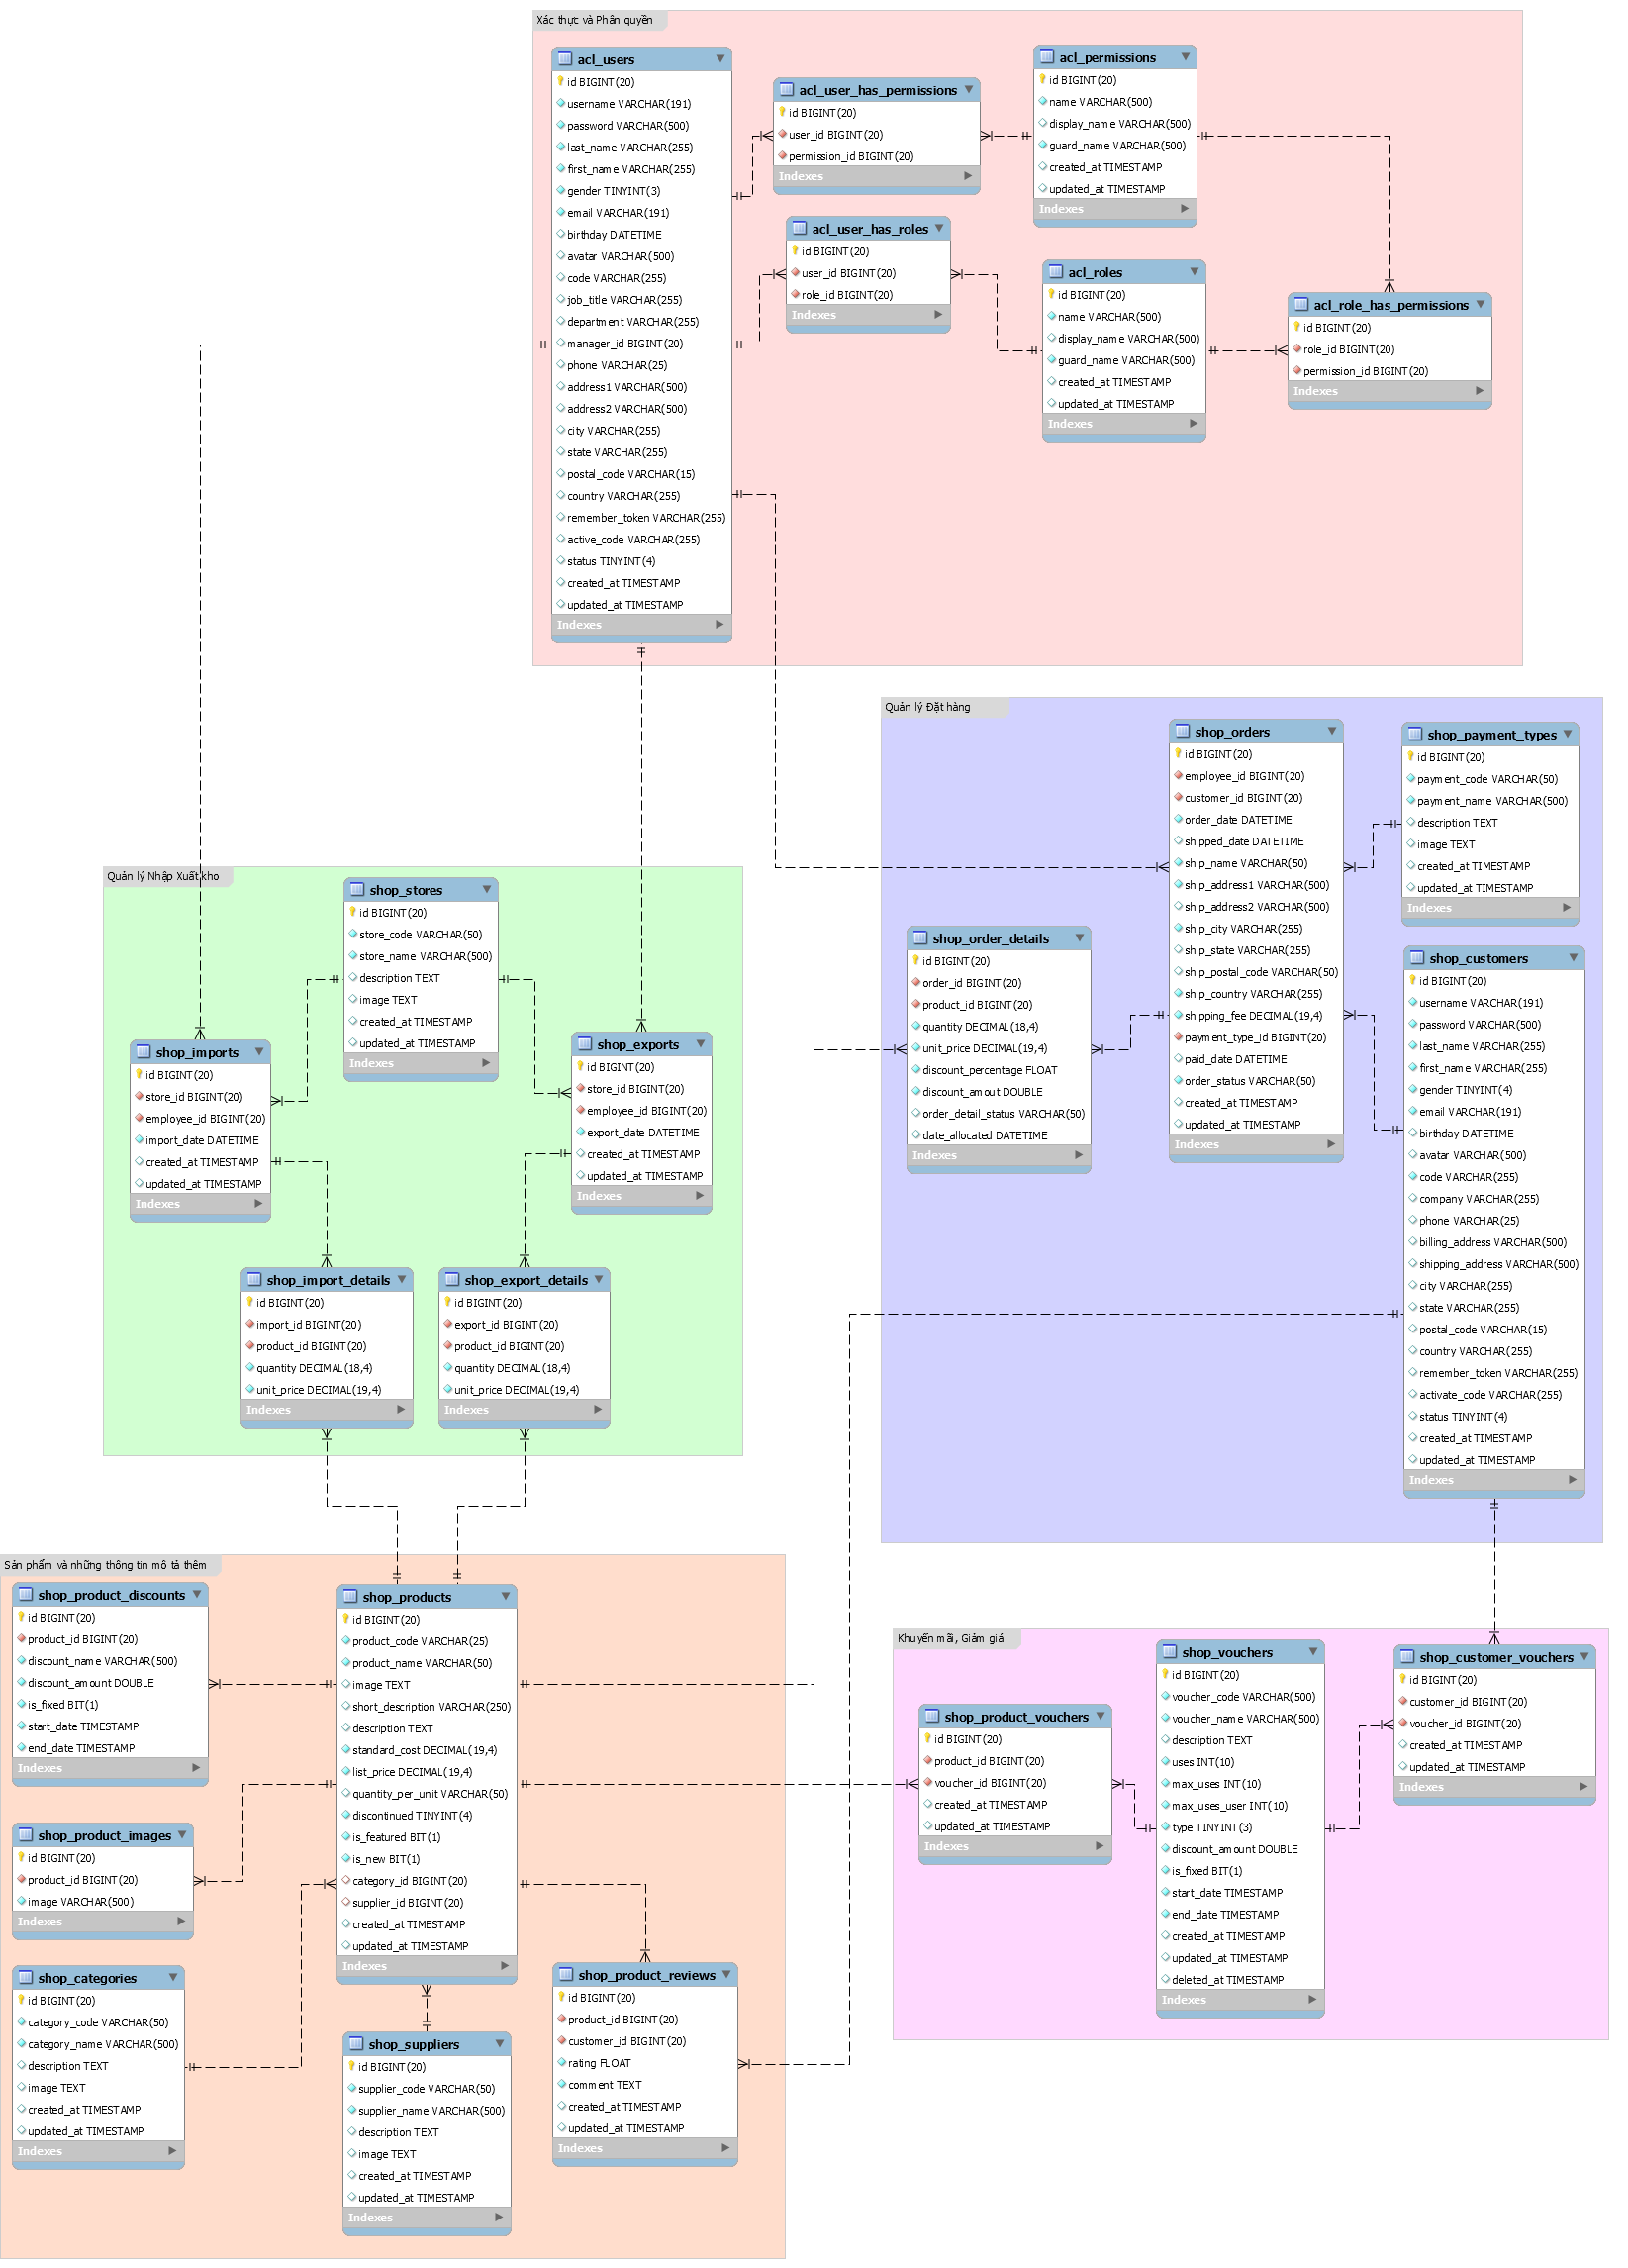 Xác thực và Phân quyền
acl_users
id BIGINT(20)
username VARCHAR(191)
password VARCHAR(500)
last_name VARCHAR(255)
first_name VARCHAR(255)
gender TINYINT(3)
email VARCHAR(191)
birthday DATETIME
avatar VARCHAR(500)
code VARCHAR(255)
job_title VARCHAR(255)
department VARCHAR(255)
manager_id BIGINT(20)
phone VARCHAR(25)
address1 VARCHAR(500)
address2 VARCHAR(500)
city VARCHAR(255)
state VARCHAR(255)
postal_code VARCHAR(15)
country VARCHAR(255)
remember_token VARCHAR(255)
active_code VARCHAR(255)
status TINYINT(4)
created_at TIMESTAMP
updated_at TIMESTAMP
Indexes
acl_user_has_permissions
id BIGINT(20)
user_id BIGINT(20)
permission_id BIGINT(20)
Indexes
acl_permissions
id BIGINT(20)
name VARCHAR(500)
display_name VARCHAR(500)
guard_name VARCHAR(500)
created_at TIMESTAMP
updated_at TIMESTAMP
Indexes
acl_user_has_roles
id BIGINT(20)
user_id BIGINT(20)
role_id BIGINT(20)
Indexes
acl_roles
id BIGINT(20)
name VARCHAR(500)
display_name VARCHAR(500)
guard_name VARCHAR(500)
created_at TIMESTAMP
updated_at TIMESTAMP
Indexes
acl_role_has_permissions
id BIGINT(20)
role_id BIGINT(20)
permission_id BIGINT(20)
Indexes
Quản lý Đặt hàng
shop_orders
id BIGINT(20)
employee_id BIGINT(20)
customer_id BIGINT(20)
order_date DATETIME
shipped_date DATETIME
ship_name VARCHAR(50)
ship_address1 VARCHAR(500)
ship_address2 VARCHAR(500)
ship_city VARCHAR(255)
ship_state VARCHAR(255)
ship_postal_code VARCHAR(50)
ship_country VARCHAR(255)
shipping_fee DECIMAL(19,4)
payment_type_id BIGINT(20)
paid_date DATETIME
order_status VARCHAR(50)
created_at TIMESTAMP
updated_at TIMESTAMP
Indexes
shop_payment_types
id BIGINT(20)
payment_code VARCHAR(50)
payment_name VARCHAR(500)
description TEXT
image TEXT
created_at TIMESTAMP
updated_at TIMESTAMP
Indexes
shop_order_details
id BIGINT(20)
order_id BIGINT(20)
product_id BIGINT(20)
quantity DECIMAL(18,4)
unit_price DECIMAL(19,4)
discount_percentage FLOAT
discount_amout DOUBLE
order_detail_status VARCHAR(50)
date_allocated DATETIME
Indexes
shop_customers
id BIGINT(20)
username VARCHAR(191)
password VARCHAR(500)
last_name VARCHAR(255)
first_name VARCHAR(255)
gender TINYINT(4)
email VARCHAR(191)
birthday DATETIME
avatar VARCHAR(500)
code VARCHAR(255)
company VARCHAR(255)
phone VARCHAR(25)
billing_address VARCHAR(500)
shipping_address VARCHAR(500)
city VARCHAR(255)
state VARCHAR(255)
postal_code VARCHAR(15)
country VARCHAR(255)
remember_token VARCHAR(255)
activate_code VARCHAR(255)
status TINYINT(4)
created_at TIMESTAMP
updated_at TIMESTAMP
Indexes
Quản lý Nhập Xuất kho
shop_stores
id BIGINT(20)
store_code VARCHAR(50)
store_name VARCHAR(500)
description TEXT
image TEXT
created_at TIMESTAMP
updated_at TIMESTAMP
Indexes
shop_imports
id BIGINT(20)
store_id BIGINT(20)
employee_id BIGINT(20)
import_date DATETIME
created_at TIMESTAMP
updated_at TIMESTAMP
Indexes
shop_exports
id BIGINT(20)
store_id BIGINT(20)
employee_id BIGINT(20)
export_date DATETIME
created_at TIMESTAMP
updated_at TIMESTAMP
Indexes
shop_import_details
id BIGINT(20)
import_id BIGINT(20)
product_id BIGINT(20)
quantity DECIMAL(18,4)
unit_price DECIMAL(19,4)
Indexes
shop_export_details
id BIGINT(20)
export_id BIGINT(20)
product_id BIGINT(20)
quantity DECIMAL(18,4)
unit_price DECIMAL(19,4)
Indexes
Sản phẩm và những thông tin mô tả thêm
shop_product_discounts
id BIGINT(20)
product_id BIGINT(20)
discount_name VARCHAR(500)
discount_amount DOUBLE
is_fixed BIT(1)
start_date TIMESTAMP
end_date TIMESTAMP
Indexes
shop_products
id BIGINT(20)
product_code VARCHAR(25)
product_name VARCHAR(50)
image TEXT
short_description VARCHAR(250)
description TEXT
standard_cost DECIMAL(19,4)
list_price DECIMAL(19,4)
quantity_per_unit VARCHAR(50)
discontinued TINYINT(4)
is_featured BIT(1)
is_new BIT(1)
category_id BIGINT(20)
supplier_id BIGINT(20)
created_at TIMESTAMP
updated_at TIMESTAMP
Indexes
shop_product_images
id BIGINT(20)
product_id BIGINT(20)
image VARCHAR(500)
Indexes
shop_categories
id BIGINT(20)
category_code VARCHAR(50)
category_name VARCHAR(500)
description TEXT
image TEXT
created_at TIMESTAMP
updated_at TIMESTAMP
Indexes
shop_suppliers
id BIGINT(20)
supplier_code VARCHAR(50)
supplier_name VARCHAR(500)
description TEXT
image TEXT
created_at TIMESTAMP
updated_at TIMESTAMP
Indexes
shop_product_reviews
id BIGINT(20)
product_id BIGINT(20)
customer_id BIGINT(20)
rating FLOAT
comment TEXT
created_at TIMESTAMP
updated_at TIMESTAMP
Indexes
Khuyến mãi, Giảm giá
shop_product_vouchers
id BIGINT(20)
product_id BIGINT(20)
voucher_id BIGINT(20)
created_at TIMESTAMP
updated_at TIMESTAMP
Indexes
shop_vouchers
id BIGINT(20)
voucher_code VARCHAR(500)
voucher_name VARCHAR(500)
description TEXT
uses INT(10)
max_uses INT(10)
max_uses_user INT(10)
type TINYINT(3)
discount_amount DOUBLE
is_fixed BIT(1)
start_date TIMESTAMP
end_date TIMESTAMP
created_at TIMESTAMP
updated_at TIMESTAMP
deleted_at TIMESTAMP
Indexes
shop_customer_vouchers
id BIGINT(20)
customer_id BIGINT(20)
voucher_id BIGINT(20)
created_at TIMESTAMP
updated_at TIMESTAMP
Indexes